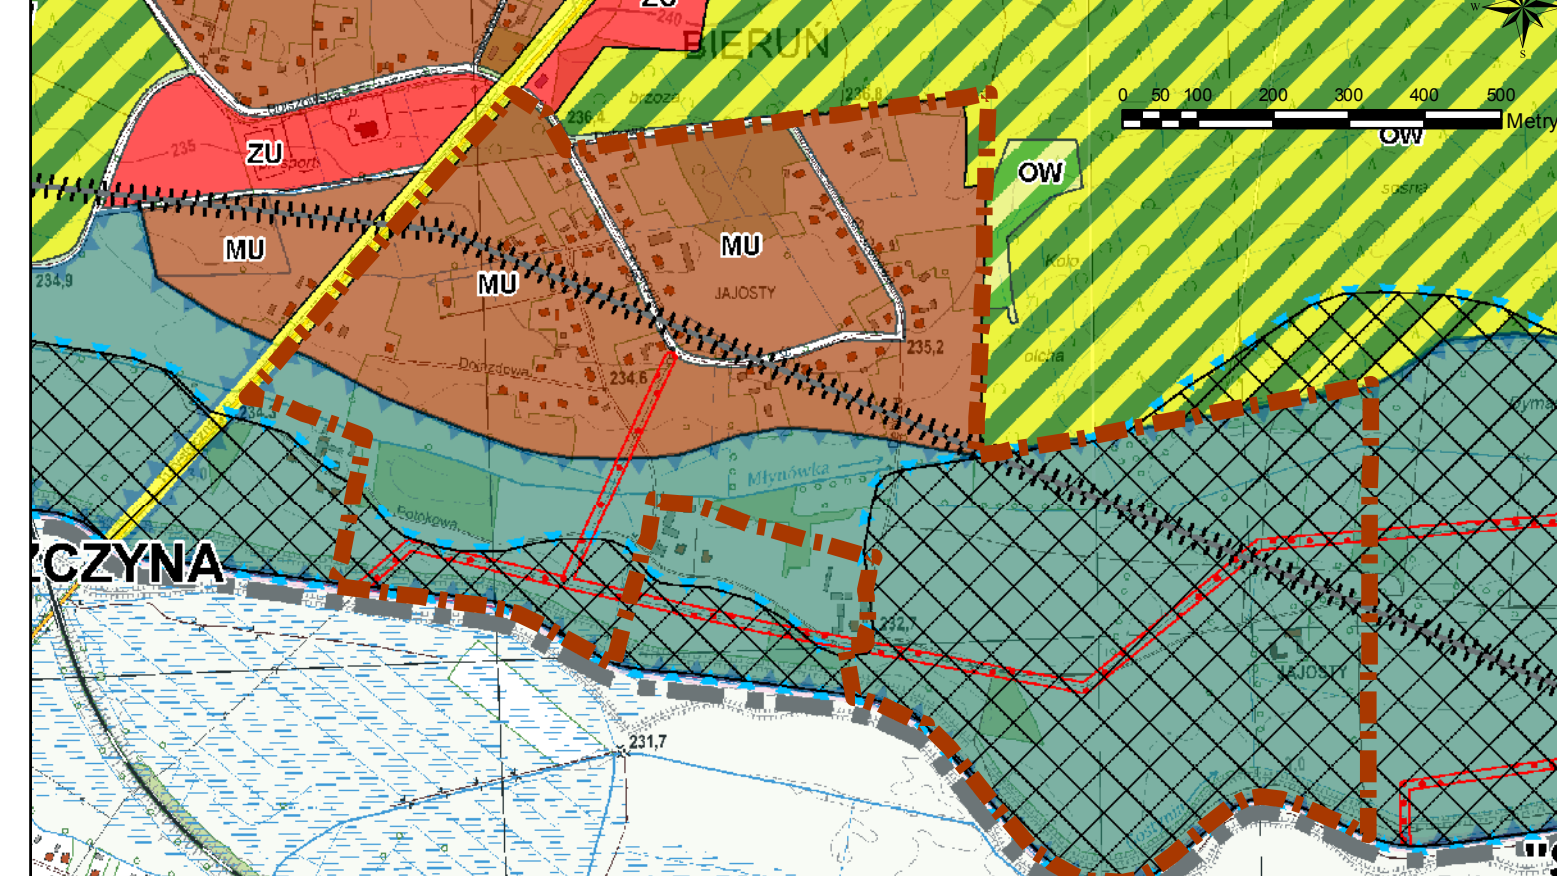 ZU
240
W
S
BIERUŃ
brzoza
236,8
236,4
0 50 100 200 300 400 500
Metry
OW
235
p.
ZU
sport.
OW
sosna
MU
MU
MU
234,9
JAJOSTY
Koło
olcha
235,2
Dojazdowa
234,6
234,3
Młynówka
Potokowa
ZCZYNA
232,7
JAJOSTY
231,7